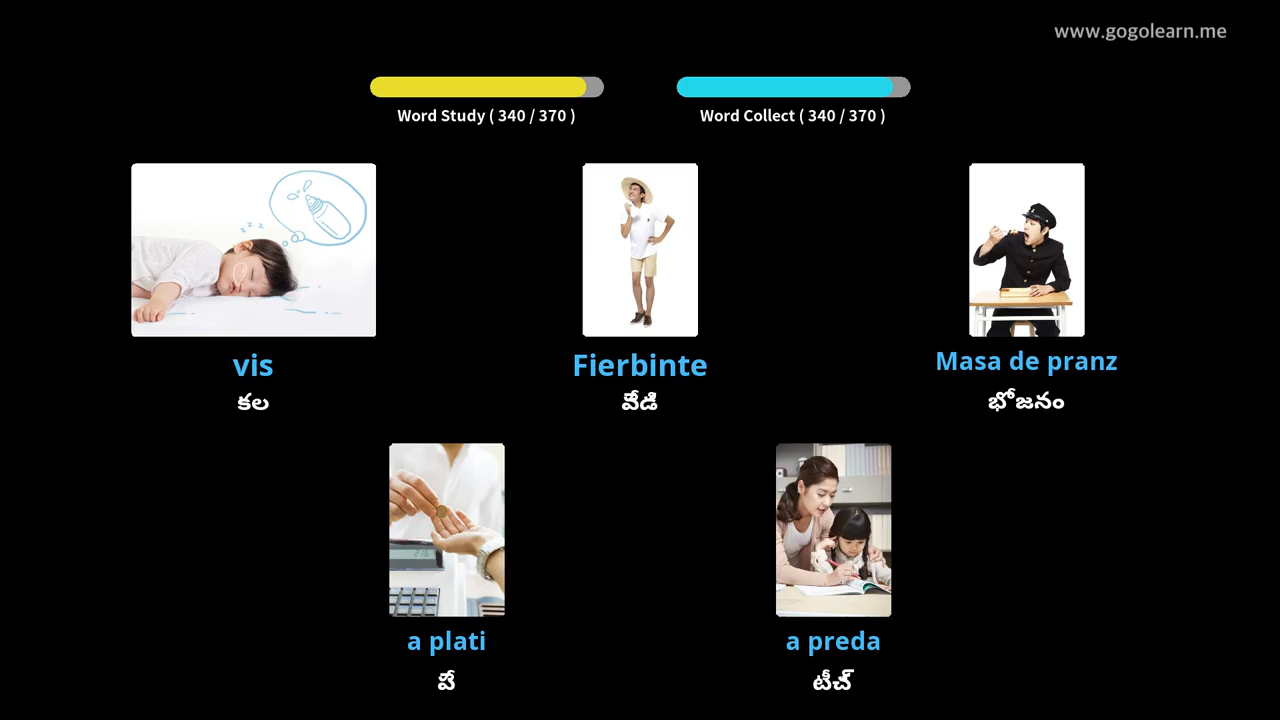 www.gogolearn.me
Word Study ( 340 / 370 )
Word Collect ( 340 / 370 )
vis
కల
Fierbinte
వేడి
Masa de pranz
భోజనం
a plati
పే
a preda
టీచ్